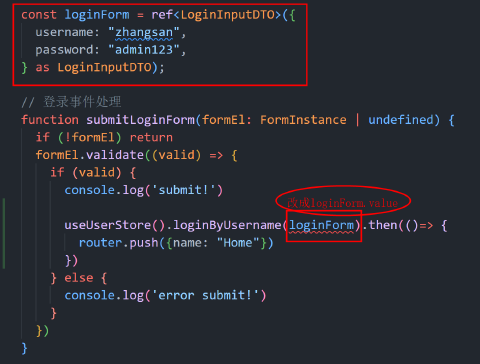 const loginForm = ref<LoginInputDTO>({
username: "zhangsan",
password: "admin123",
} as LoginInputDTO);
// 登录事件处理
function submitLoginForm(formEl: FormInstance | undefined) {
if (!formEl) return
formEl.validate((valid) => {
if (valid) {
console.log('submit!')
改成loginForm.value
useUserStore().loginByUsername(loginForm).then(()=> {
router.push({name: "Home"})
})
} else {
console.log('error submit!')
}
})
}